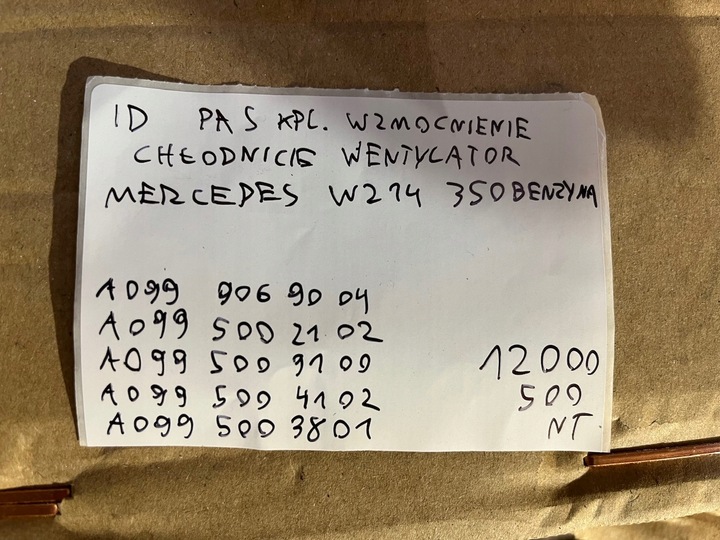 ID PAS KPL. WZMOCNIENIE
CHŁODNICE WENTYLATOR
MERCEDES W214 350BENZYNA
A099 906 90 04
A099 500 21 02
A099 500 91 00
A099 500 41 02
A099 500 38 01
12000
500
NT